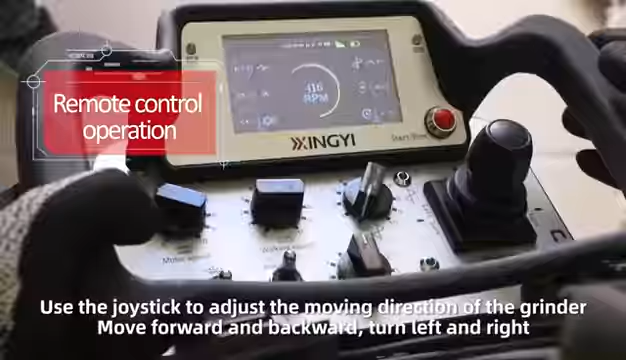 Remote control
operation
RPM
XINGYI
Use the joystick to adjust the moving direction of the grinder
Move forward and backward, turn left and right